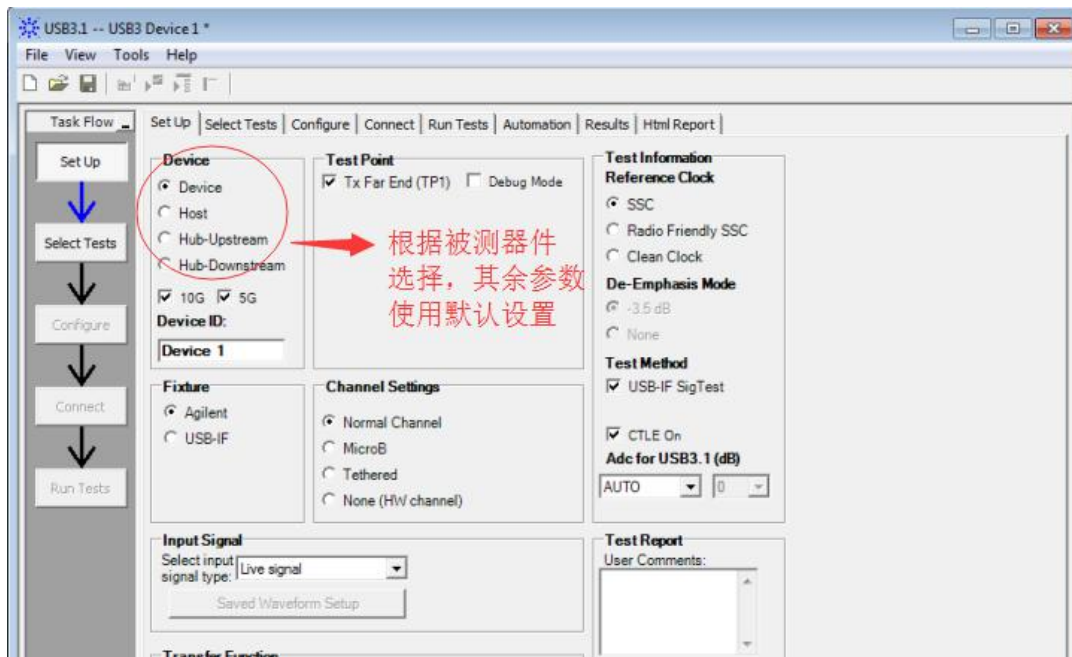 USB3.1 -- USB3 Device 1 *
File View Tools Help
Task Flow
Set Up Select Tests Configure Connect Run Tests Automation Results Html Report
Set Up
Select Tests
Configure
Connect
Run Tests
Device
Device
Host
Hub-Upstream
Hub-Downstream
10G 5G
Device ID:
Device 1
Test Point
Tx Far End (TP1) Debug Mode
根据被测器件
选择，其余参数
使用默认设置
Test Information
Reference Clock
SSC
Radio Friendly SSC
Clean Clock
De-Emphasis Mode
-3.5 dB
None
Test Method
USB-IF SigTest
CTLE On
Adc for USB3.1 (dB)
AUTO 0
Fixture
Agilent
USB-IF
Channel Settings
Normal Channel
MicroB
Tethered
None (HW channel)
Input Signal
Select input
signal type: Live signal
Saved Waveform Setup
Test Report
User Comments:
Transfer Function